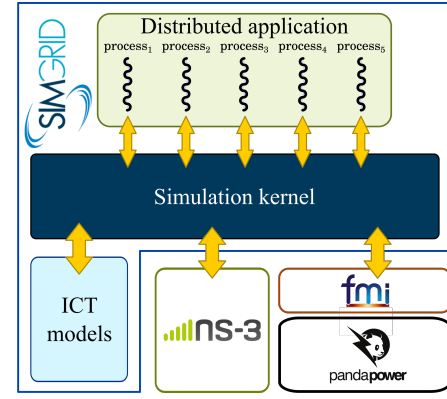 SIMGRID
Distributed application
process1 process2 process3 process4 process5
Simulation kernel
ICT
models
ns-3
fmi
pandapower